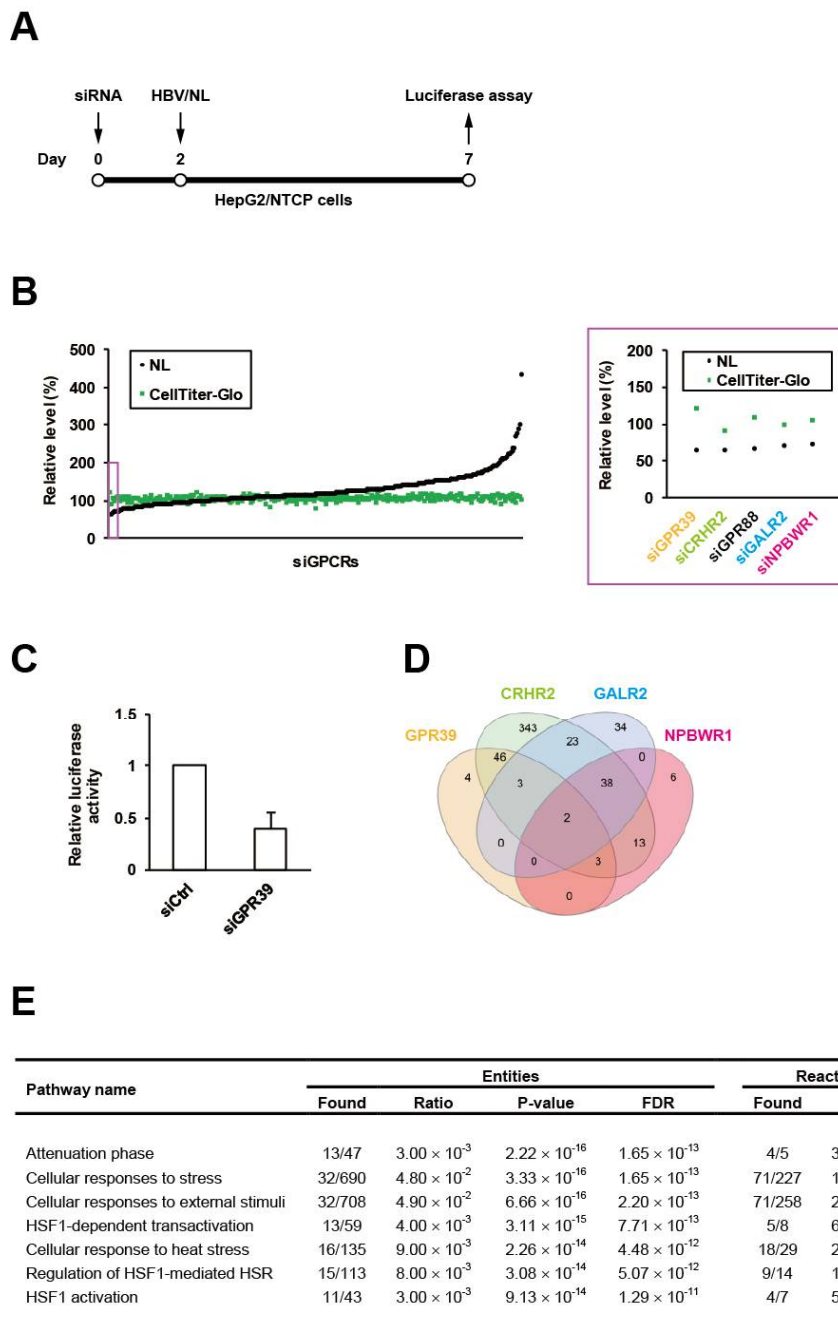 A
siRNA HBV/NL Luciferase assay
Day 0 2 7
HepG2/NTCP cells
B
500
400
300
200
100
0
Relative level (%)
NL
CellTiter-Glo
siGPCRs
200
150
100
50
0
Relative level (%)
NL
CellTiter-Glo
siGPR39
siCRHR2
siGPR88
siGALR2
siNPBWR1
C
1.5
1
0.5
0
Relative luciferase
activity
siCtrl
siGPR39
D
CRHR2 GALR2
GPR39 NPBWR1
343 34
23
46 0
4 3 38 6
2
0 13
0 3
0
E
Pathway name Entities React
Found Ratio P-value FDR Found
Attenuation phase 13/47 3.00 × 10⁻³ 2.22 × 10⁻¹⁶ 1.65 × 10⁻¹³ 4/5 3
Cellular responses to stress 32/690 4.80 × 10⁻² 3.33 × 10⁻¹⁶ 1.65 × 10⁻¹³ 71/227 1
Cellular responses to external stimuli 32/708 4.90 × 10⁻² 6.66 × 10⁻¹⁶ 2.20 × 10⁻¹³ 71/258 2
HSF1-dependent transactivation 13/59 4.00 × 10⁻³ 3.11 × 10⁻¹⁵ 7.71 × 10⁻¹³ 5/8 6
Cellular response to heat stress 16/135 9.00 × 10⁻³ 2.26 × 10⁻¹⁴ 4.48 × 10⁻¹² 18/29 2
Regulation of HSF1-mediated HSR 15/113 8.00 × 10⁻³ 3.08 × 10⁻¹⁴ 5.07 × 10⁻¹² 9/14 1
HSF1 activation 11/43 3.00 × 10⁻³ 9.13 × 10⁻¹⁴ 1.29 × 10⁻¹¹ 4/7 5